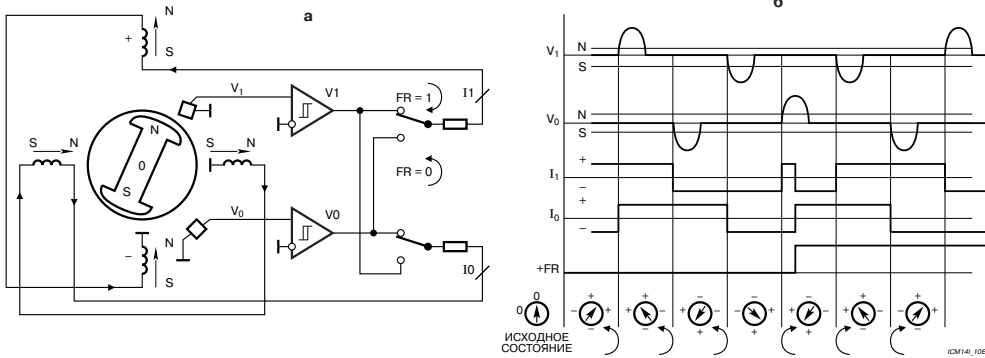 а
N
+
S
V₁
V1
I1
FR = 1
N
0
S
S
N
S
N
FR = 0
V₀
V0
N
–
S
I0
б
V₁
N
S
V₀
N
S
+
I₁
–
+
I₀
–
+FR
0
0
ИСХОДНОЕ
СОСТОЯНИЕ
+
–
+
–
+
+
–
–
–
–
+
+
–
+
–
+
–
–
+
+
+
+
–
–
+
–
+
–
ICM14I_10E